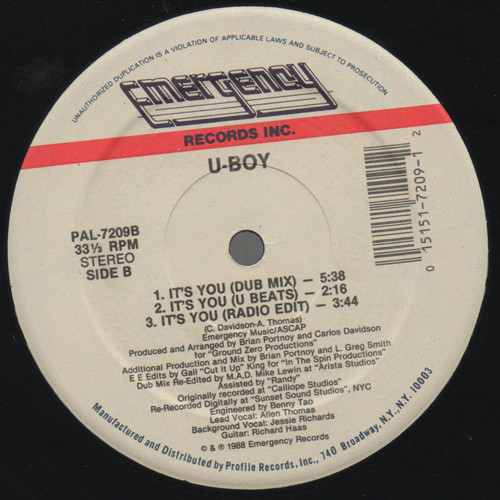 UNAUTHORIZED DUPLICATION IS A VIOLATION OF APPLICABLE LAWS AND SUBJECT TO PROSECUTION
Emergency
RECORDS INC.
U-BOY
PAL-7209B
33⅓ RPM
STEREO
SIDE B
0 15151-7209-1 2
1. IT'S YOU (DUB MIX) — 5:38
2. IT'S YOU (U BEATS) — 2:16
3. IT'S YOU (RADIO EDIT) — 3:44
(C. Davidson-A. Thomas)
Emergency Music/ASCAP
Produced and Arranged by Brian Portnoy and Carlos Davidson
for "Ground Zero Productions"
Additional Production and Mix by Brian Portnoy and L. Greg Smith
E E Edits by Gail "Cut It Up" King for "In The Spin Productions"
Dub Mix Re-Edited by M.A.D. Mike Lewin at "Arista Studios"
Assisted by "Randy"
Originally recorded at "Calliope Studios"
Re-Recorded Digitally at "Sunset Sound Studios", NYC
Engineered by Benny Tao
Lead Vocal: Allen Thomas
Background Vocal: Jessie Richards
Guitar: Richard Haas
© & ℗ 1988 Emergency Records
Manufactured and Distributed by Profile Records, Inc., 740 Broadway, N.Y., N.Y. 10003